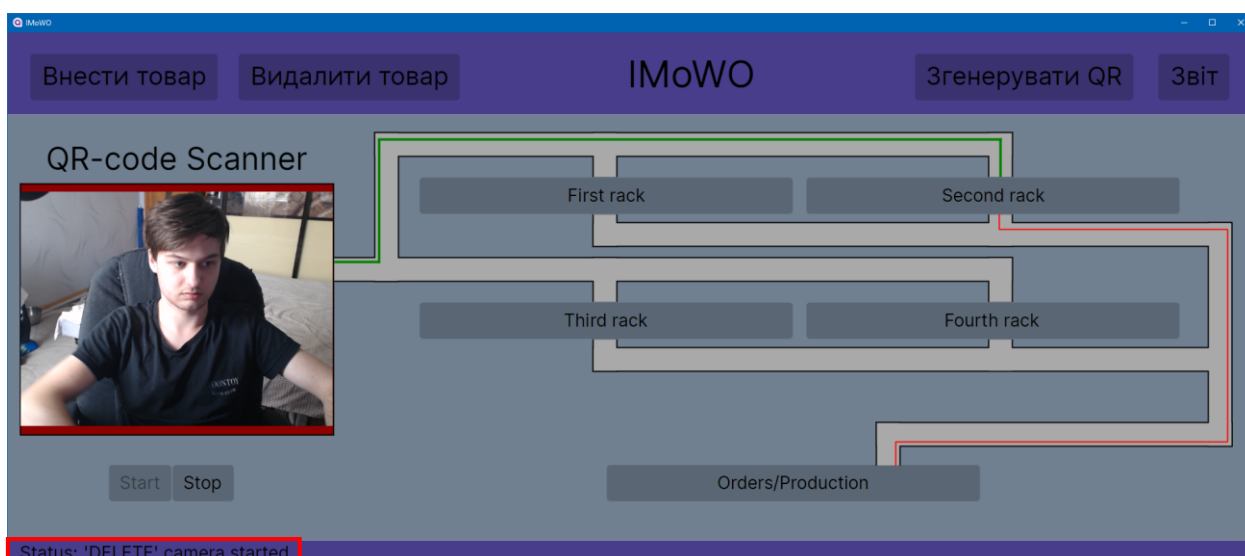 IMoWO
Внести товар
Видалити товар
IMoWO
Згенерувати QR
Звіт
QR-code Scanner
First rack
Second rack
Third rack
Fourth rack
Start
Stop
Orders/Production
Status: 'DELETE' camera started